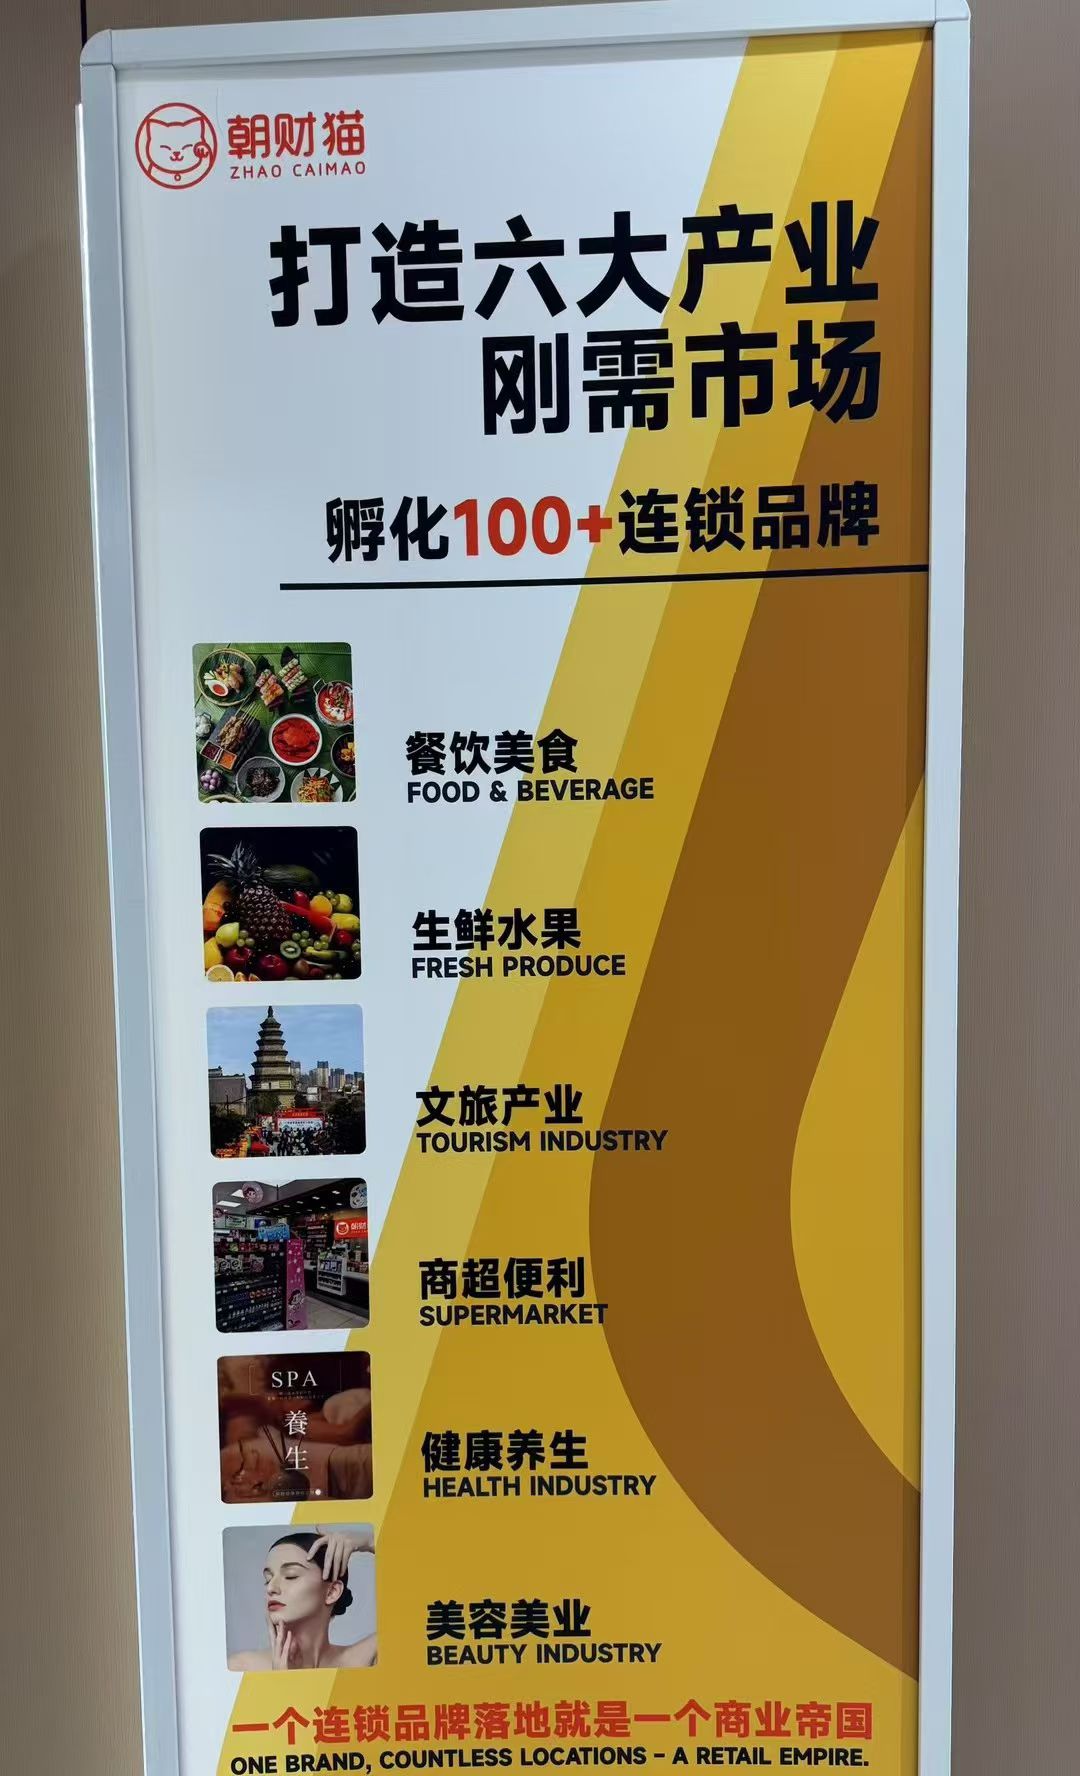 朝财猫
ZHAO CAIMAO
打造六大产业
刚需市场
孵化100+连锁品牌
餐饮美食
FOOD & BEVERAGE
生鲜水果
FRESH PRODUCE
文旅产业
TOURISM INDUSTRY
商超便利
SUPERMARKET
SPA
養
生
健康养生
HEALTH INDUSTRY
美容美业
BEAUTY INDUSTRY
一个连锁品牌落地就是一个商业帝国
ONE BRAND, COUNTLESS LOCATIONS – A RETAIL EMPIRE.